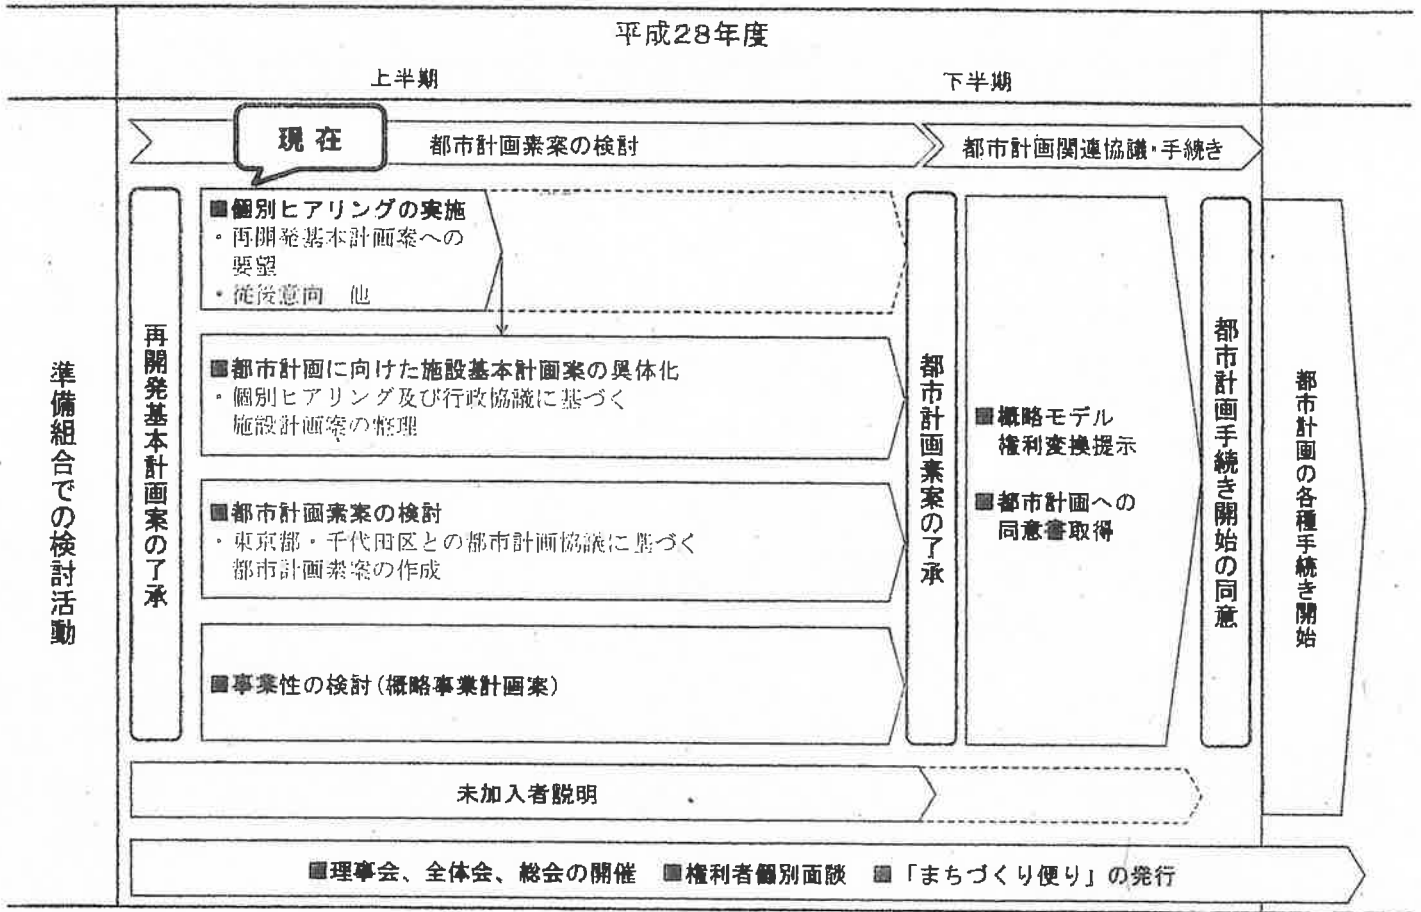 平成28年度
上半期
下半期
現在
都市計画素案の検討
都市計画関連協議・手続き
準備組合での検討活動
再開発基本計画案の了承
■個別ヒアリングの実施
・再開発基本計画案への
要望
・従後意向 他
■都市計画に向けた施設基本計画案の具体化
・個別ヒアリング及び行政協議に基づく
施設計画案の整理
■都市計画素案の検討
・東京都・千代田区との都市計画協議に基づく
都市計画素案の作成
■事業性の検討(概略事業計画案)
都市計画素案の了承
■概略モデル
権利変換提示
■都市計画への
同意書取得
都市計画手続き開始の同意
都市計画の各種手続き開始
未加入者説明
■理事会、全体会、総会の開催 ■権利者個別面談 ■「まちづくり便り」の発行